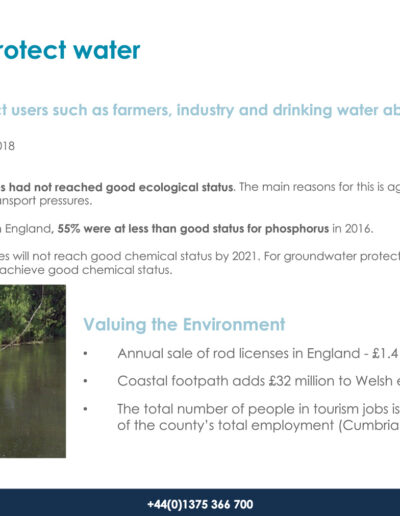 rotect water
ct users such as farmers, industry and drinking water ab
018
es had not reached good ecological status. The main reasons for this is ag
ansport pressures.
n England, 55% were at less than good status for phosphorus in 2016.
es will not reach good chemical status by 2021. For groundwater protect
achieve good chemical status.
Valuing the Environment
• Annual sale of rod licenses in England - £1.4
• Coastal footpath adds £32 million to Welsh e
• The total number of people in tourism jobs is
of the county’s total employment (Cumbria
+44(0)1375 366 700